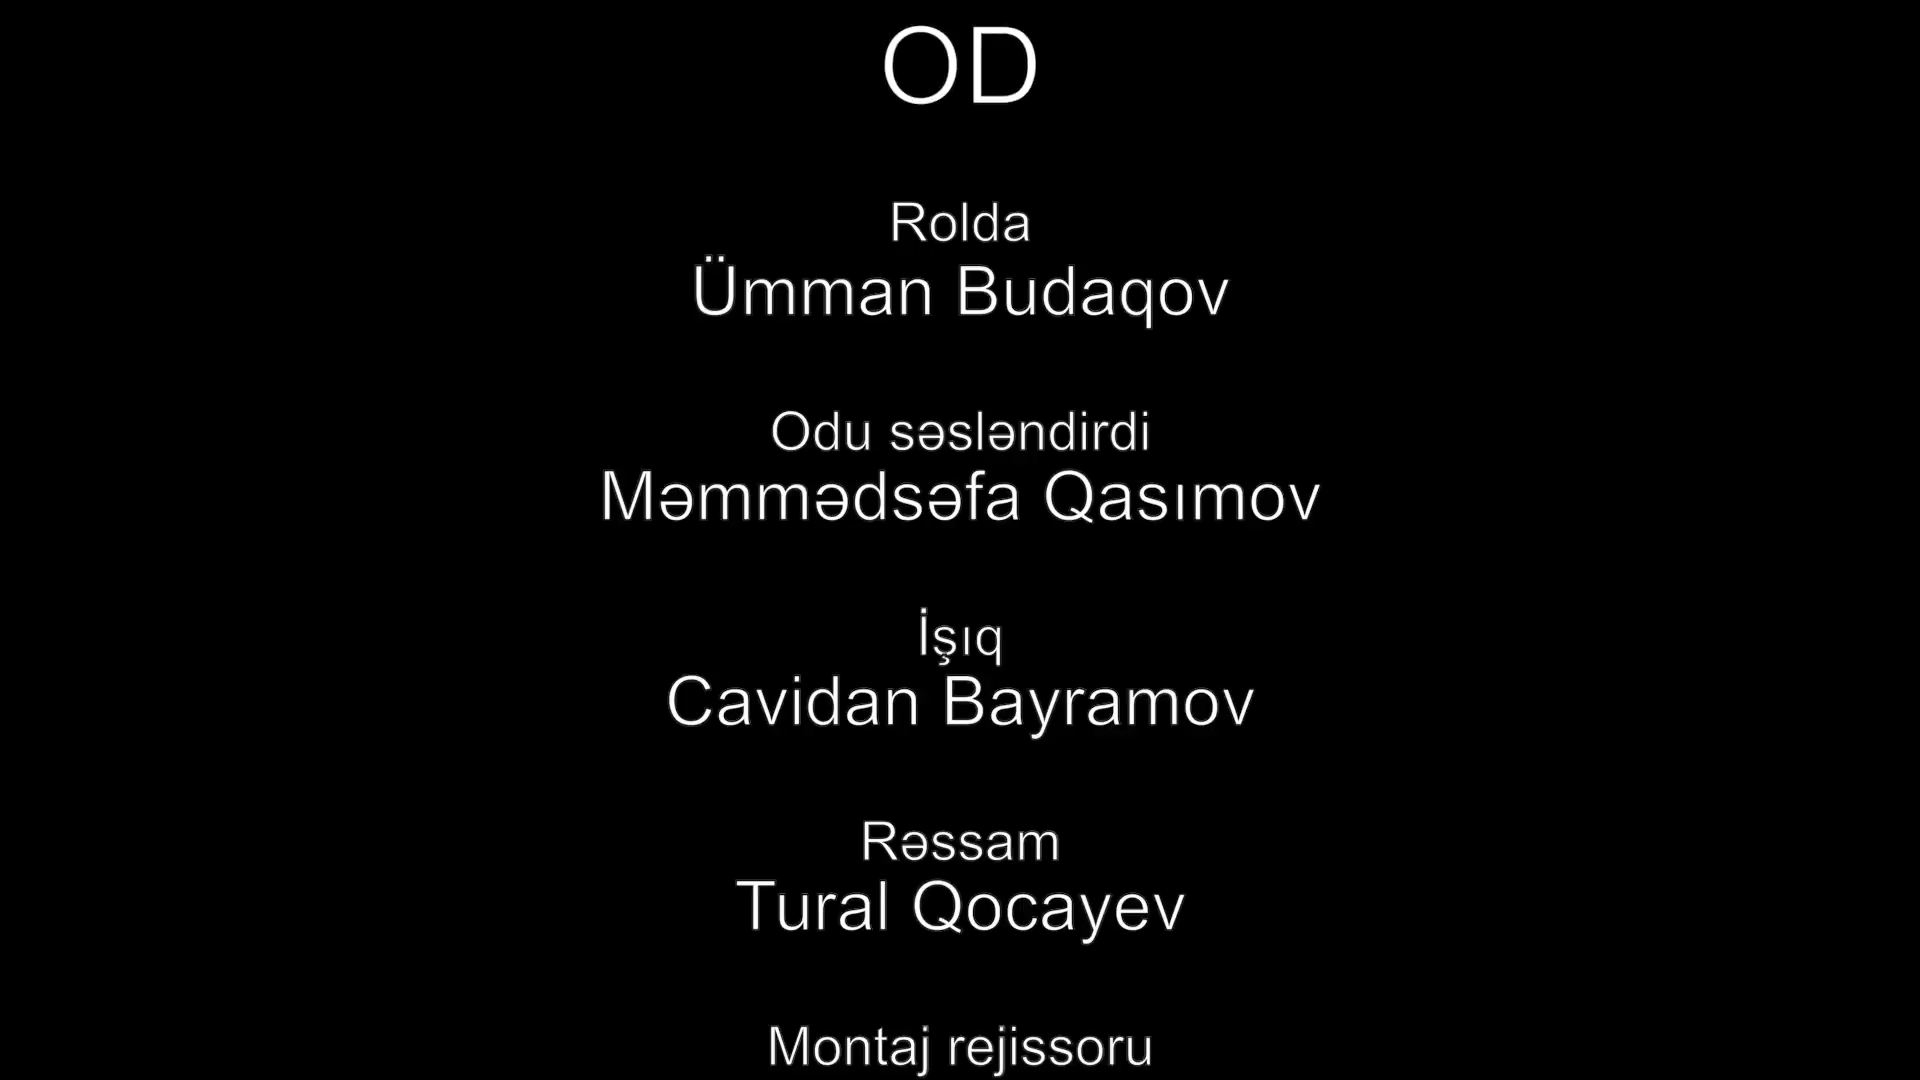 OD
Rolda
Ümman Budaqov
Odu səsləndirdi
Məmmədsəfa Qasımov
İşıq
Cavidan Bayramov
Rəssam
Tural Qocayev
Montaj rejissoru